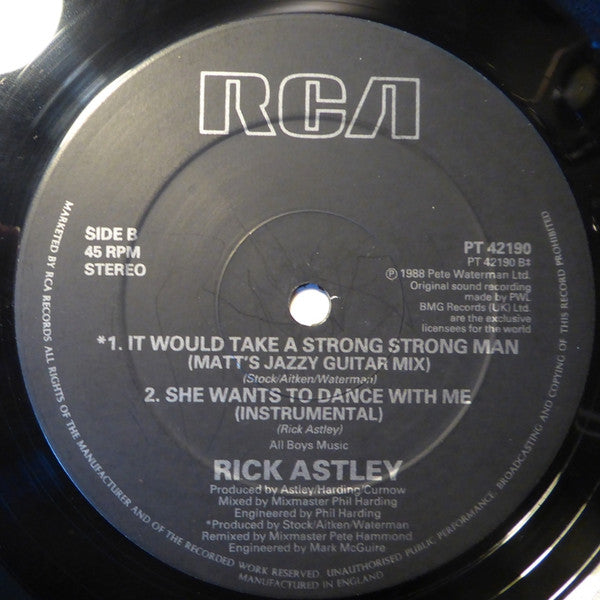 RCA
SIDE B
45 RPM
STEREO
PT 42190
PT 42190 B‡
Ⓟ 1988 Pete Waterman Ltd.
Original sound recording
made by PWL
BMG Records (UK) Ltd.
are the exclusive
licensees for the world
*1. IT WOULD TAKE A STRONG STRONG MAN
(MATT'S JAZZY GUITAR MIX)
(Stock/Aitken/Waterman)
2. SHE WANTS TO DANCE WITH ME
(INSTRUMENTAL)
(Rick Astley)
All Boys Music
RICK ASTLEY
Produced by Astley/Harding/Curnow
Mixed by Mixmaster Phil Harding
Engineered by Phil Harding
*Produced by Stock/Aitken/Waterman
Remixed by Mixmaster Pete Hammond
Engineered by Mark McGuire
MARKETED BY RCA RECORDS. ALL RIGHTS OF THE MANUFACTURER AND OF THE OWNER OF THE RECORDED WORK RESERVED. UNAUTHORISED PUBLIC PERFORMANCE, BROADCASTING AND COPYING OF THIS RECORD PROHIBITED
MANUFACTURED IN ENGLAND